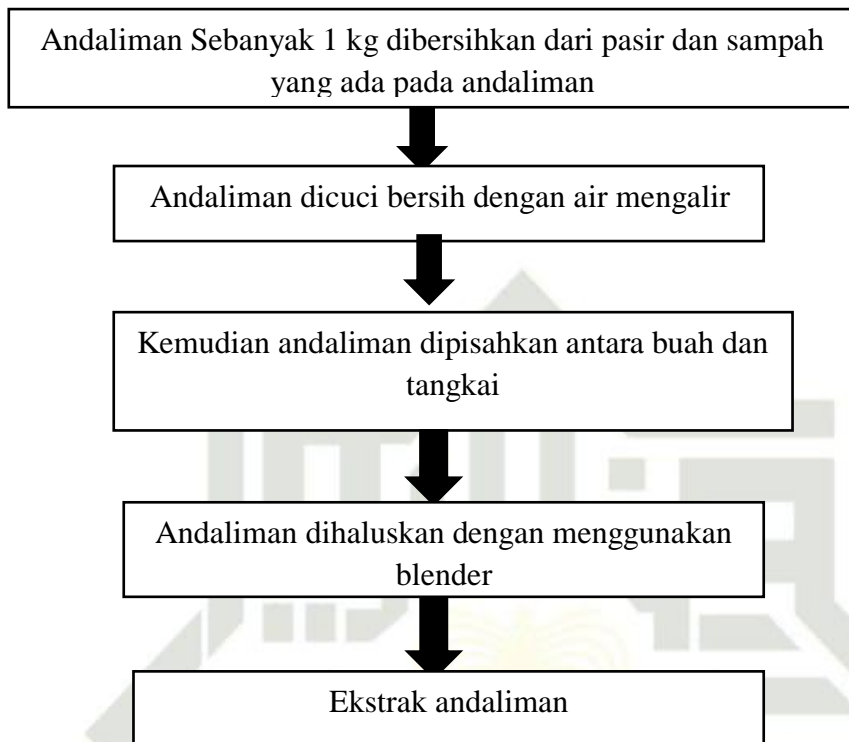 Andaliman Sebanyak 1 kg dibersihkan dari pasir dan sampah
yang ada pada andaliman
Andaliman dicuci bersih dengan air mengalir
Kemudian andaliman dipisahkan antara buah dan
tangkai
Andaliman dihaluskan dengan menggunakan
blender
Ekstrak andaliman